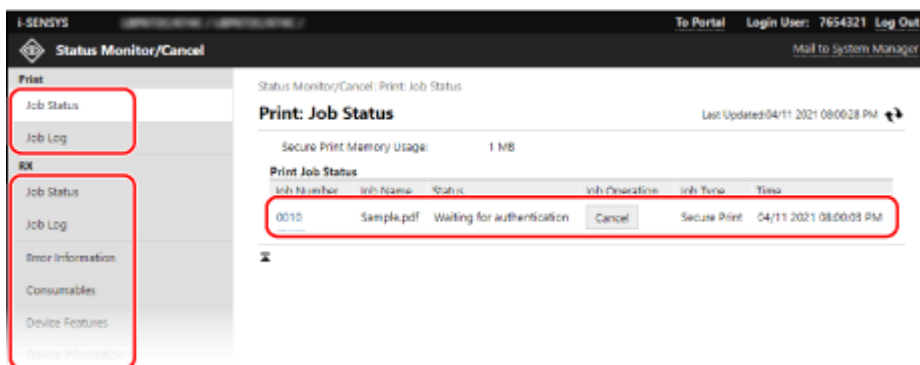 i-SENSYS To Portal Login User: 7654321 Log Out
Status Monitor/Cancel Mail to System Manager
Print
Job Status
Job Log
RX
Job Status
Job Log
Error Information
Consumables
Device Features
Device Information
Status Monitor/Cancel: Print: Job Status
Print: Job Status Last Updated:04/11 2021 08:00:28 PM
Secure Print Memory Usage: 1 MB
Print Job Status
Job Number Job Name Status Job Operation Job Type Time
0010 Sample.pdf Waiting for authentication Cancel Secure Print 04/11 2021 08:00:03 PM